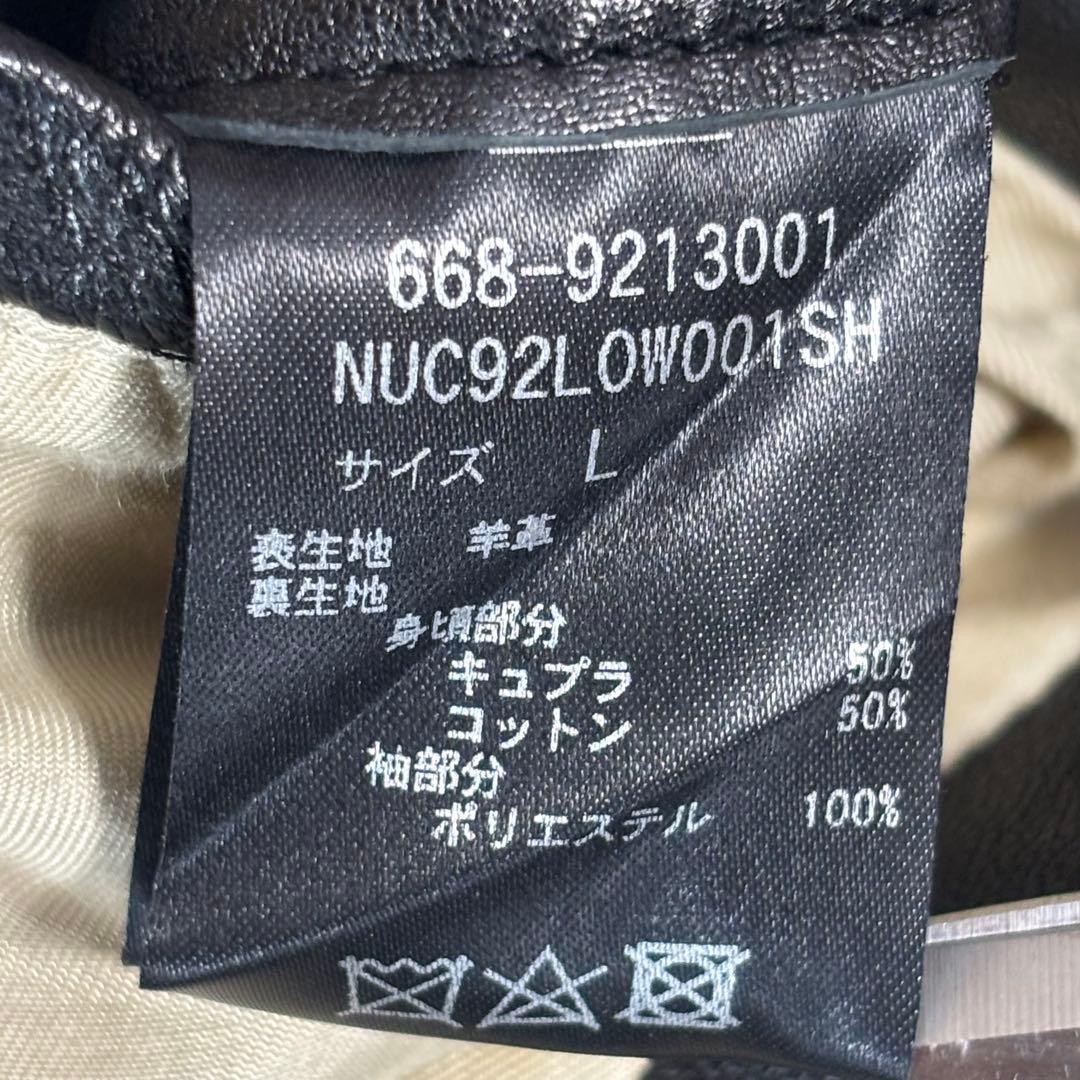 668-9213001
NUC92LOW001SH
サイズ L
表生地 羊革
裏生地
身頃部分
キュプラ 50%
コットン 50%
袖部分
ポリエステル 100%